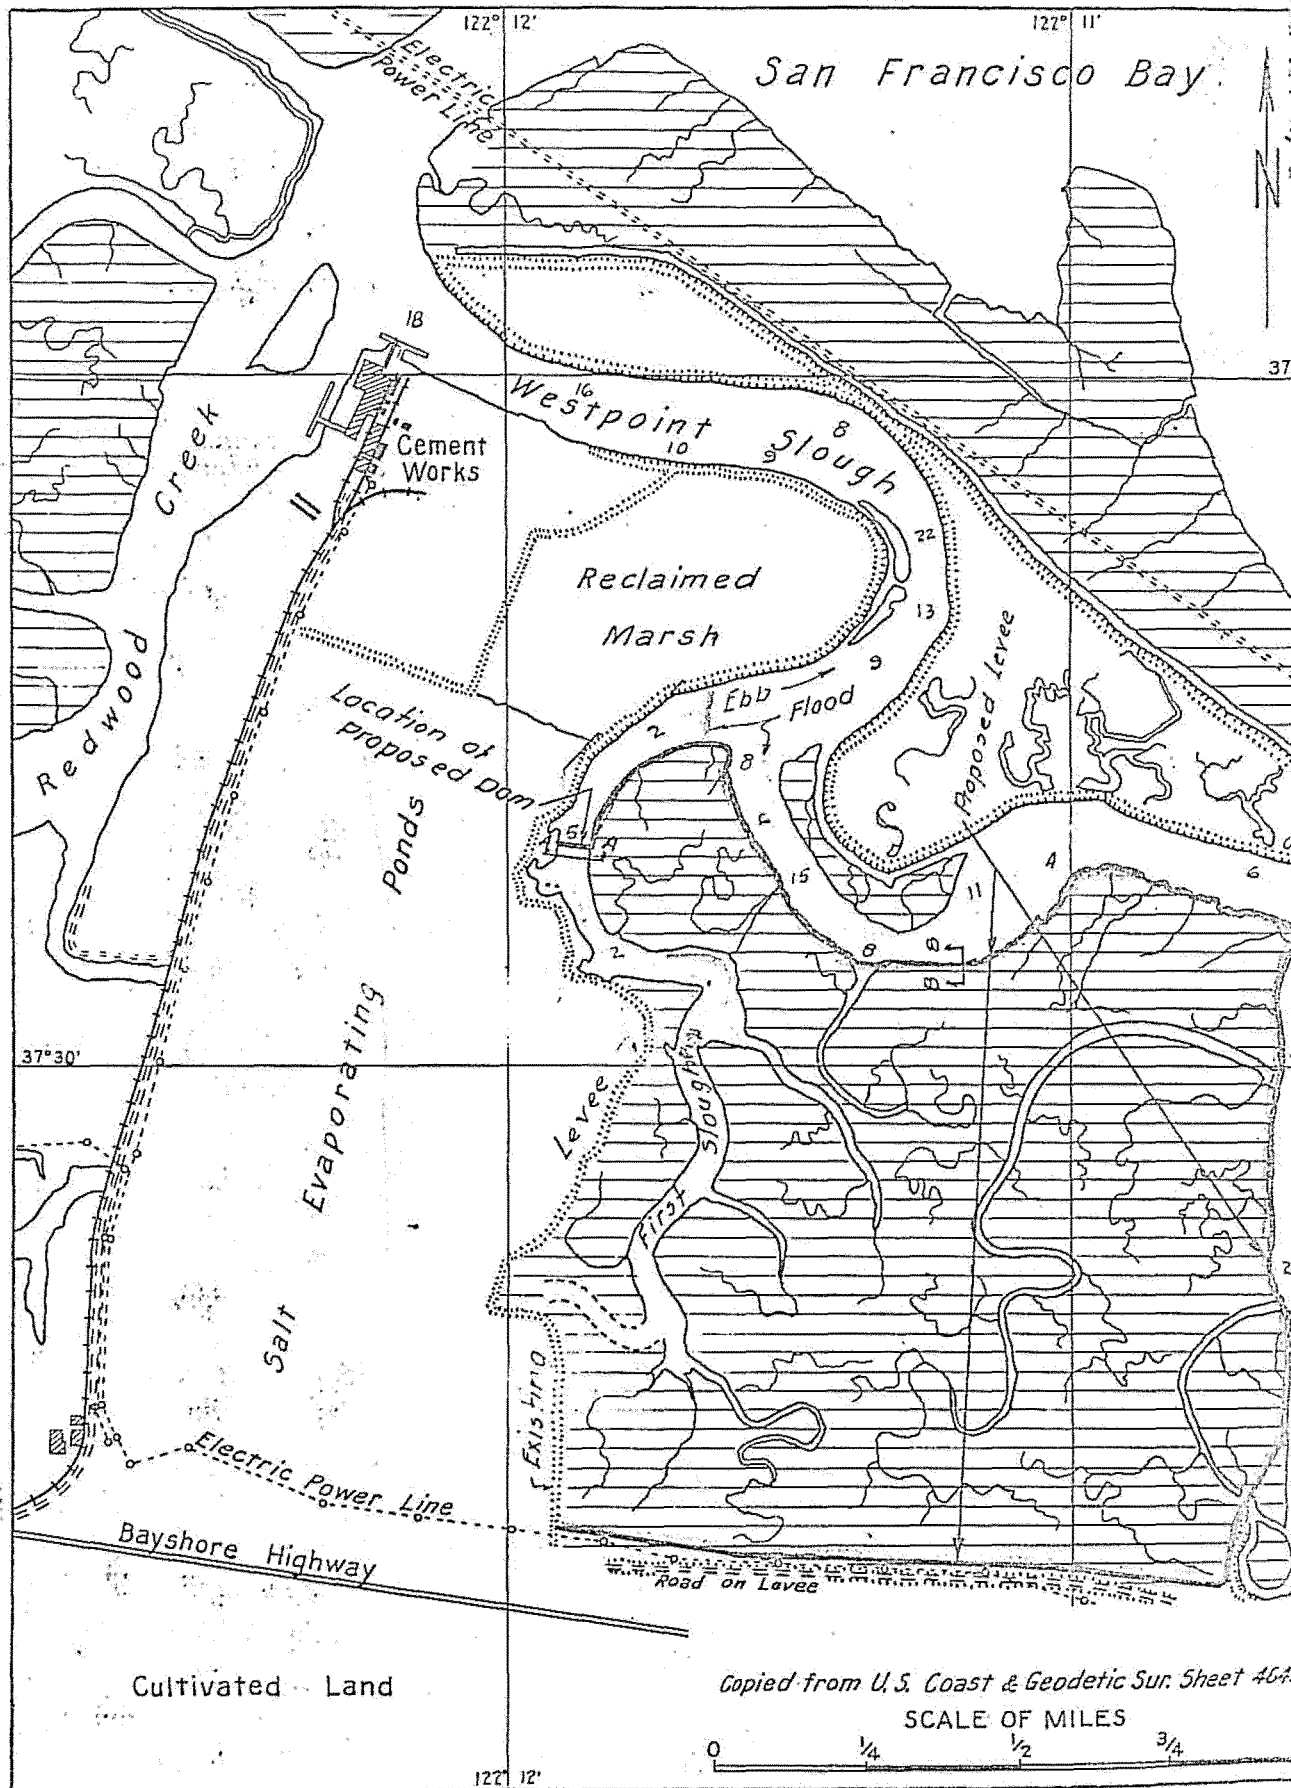 122° 12'
122° 11'
Electric
Power Line
San Francisco Bay
N
18
37
Westpoint
16
Slough
8
10
9
Cement
Works
Creek
22
Reclaimed
Marsh
13
9
Redwood
Ebb
Flood
2
8
Proposed Levee
Location of
proposed Dam
5
A
15
11
4
6
Ponds
2
8
B
B
37°30'
Evaporating
Levee
Slough
First
Salt
Existing
2
Electric Power Line
Bayshore Highway
Road on Levee
Cultivated Land
Copied from U.S. Coast & Geodetic Sur. Sheet
SCALE OF MILES
0 1/4 1/2 3/4
122° 12'